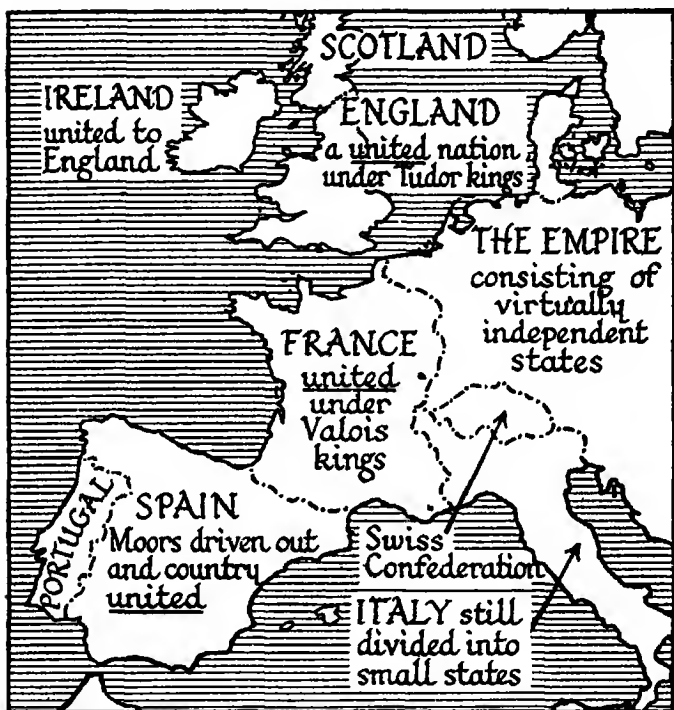 SCOTLAND
IRELAND
united to
England
ENGLAND
a united nation
under Tudor kings
THE EMPIRE
consisting of
virtually
independent
states
FRANCE
united
under
Valois
kings
PORTUGAL
SPAIN
Moors driven out
and country
united
Swiss
Confederation
ITALY still
divided into
small states